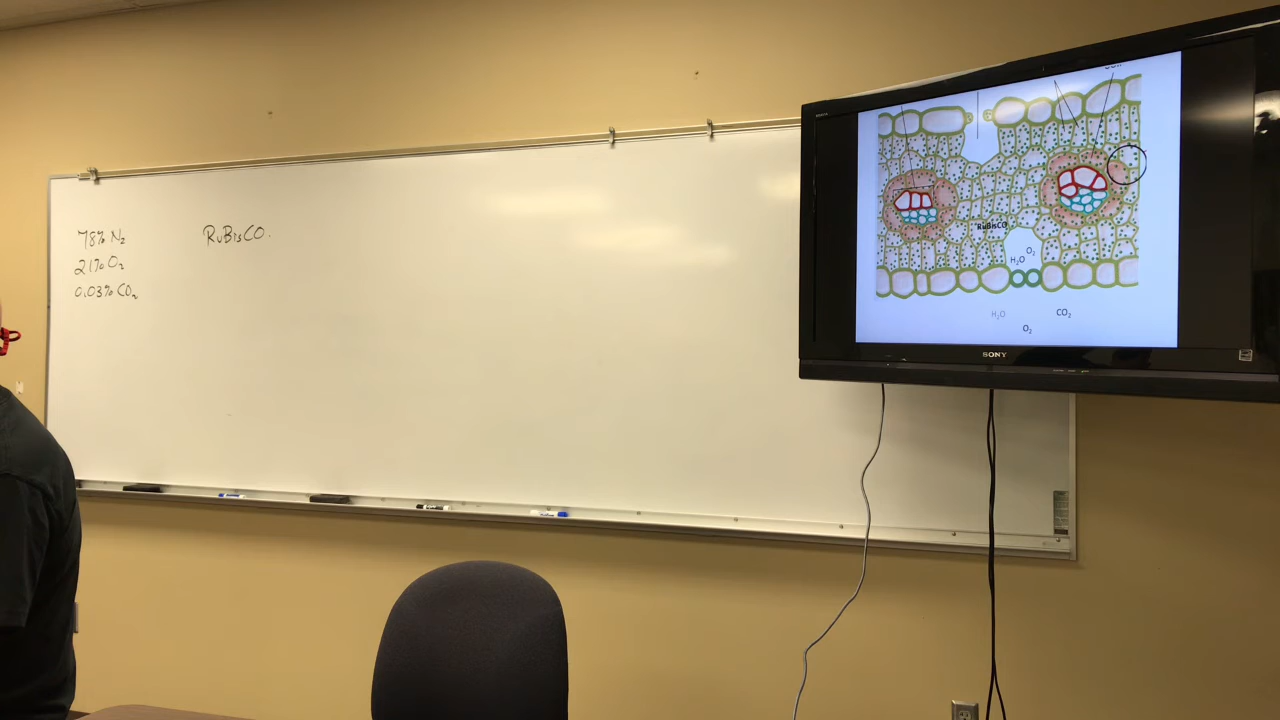 78% N₂
21% O₂
0.03% CO₂
RuBisCO.
RuBisCO
O₂
H₂O
H₂O
CO₂
O₂
SONY